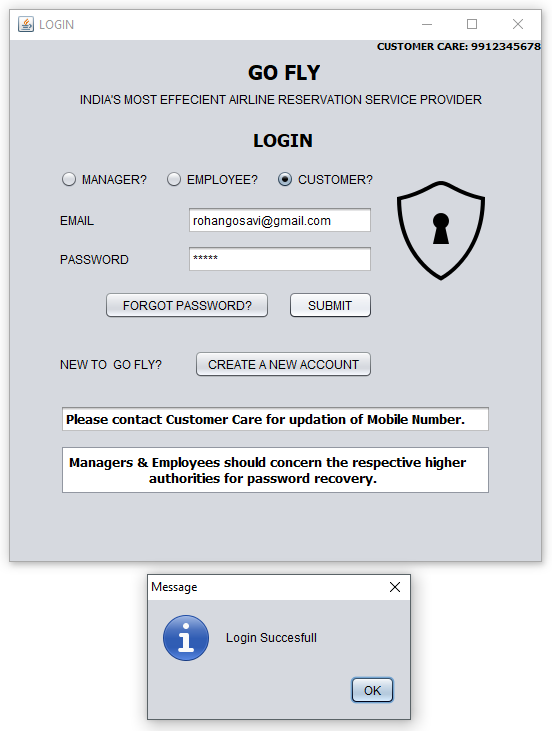 LOGIN
CUSTOMER CARE: 9912345678
GO FLY
INDIA'S MOST EFFECIENT AIRLINE RESERVATION SERVICE PROVIDER
LOGIN
MANAGER? EMPLOYEE? CUSTOMER?
EMAIL rohangosavi@gmail.com
PASSWORD *****
FORGOT PASSWORD? SUBMIT
NEW TO GO FLY? CREATE A NEW ACCOUNT
Please contact Customer Care for updation of Mobile Number.
Managers & Employees should concern the respective higher
authorities for password recovery.
Message
Login Succesfull
OK